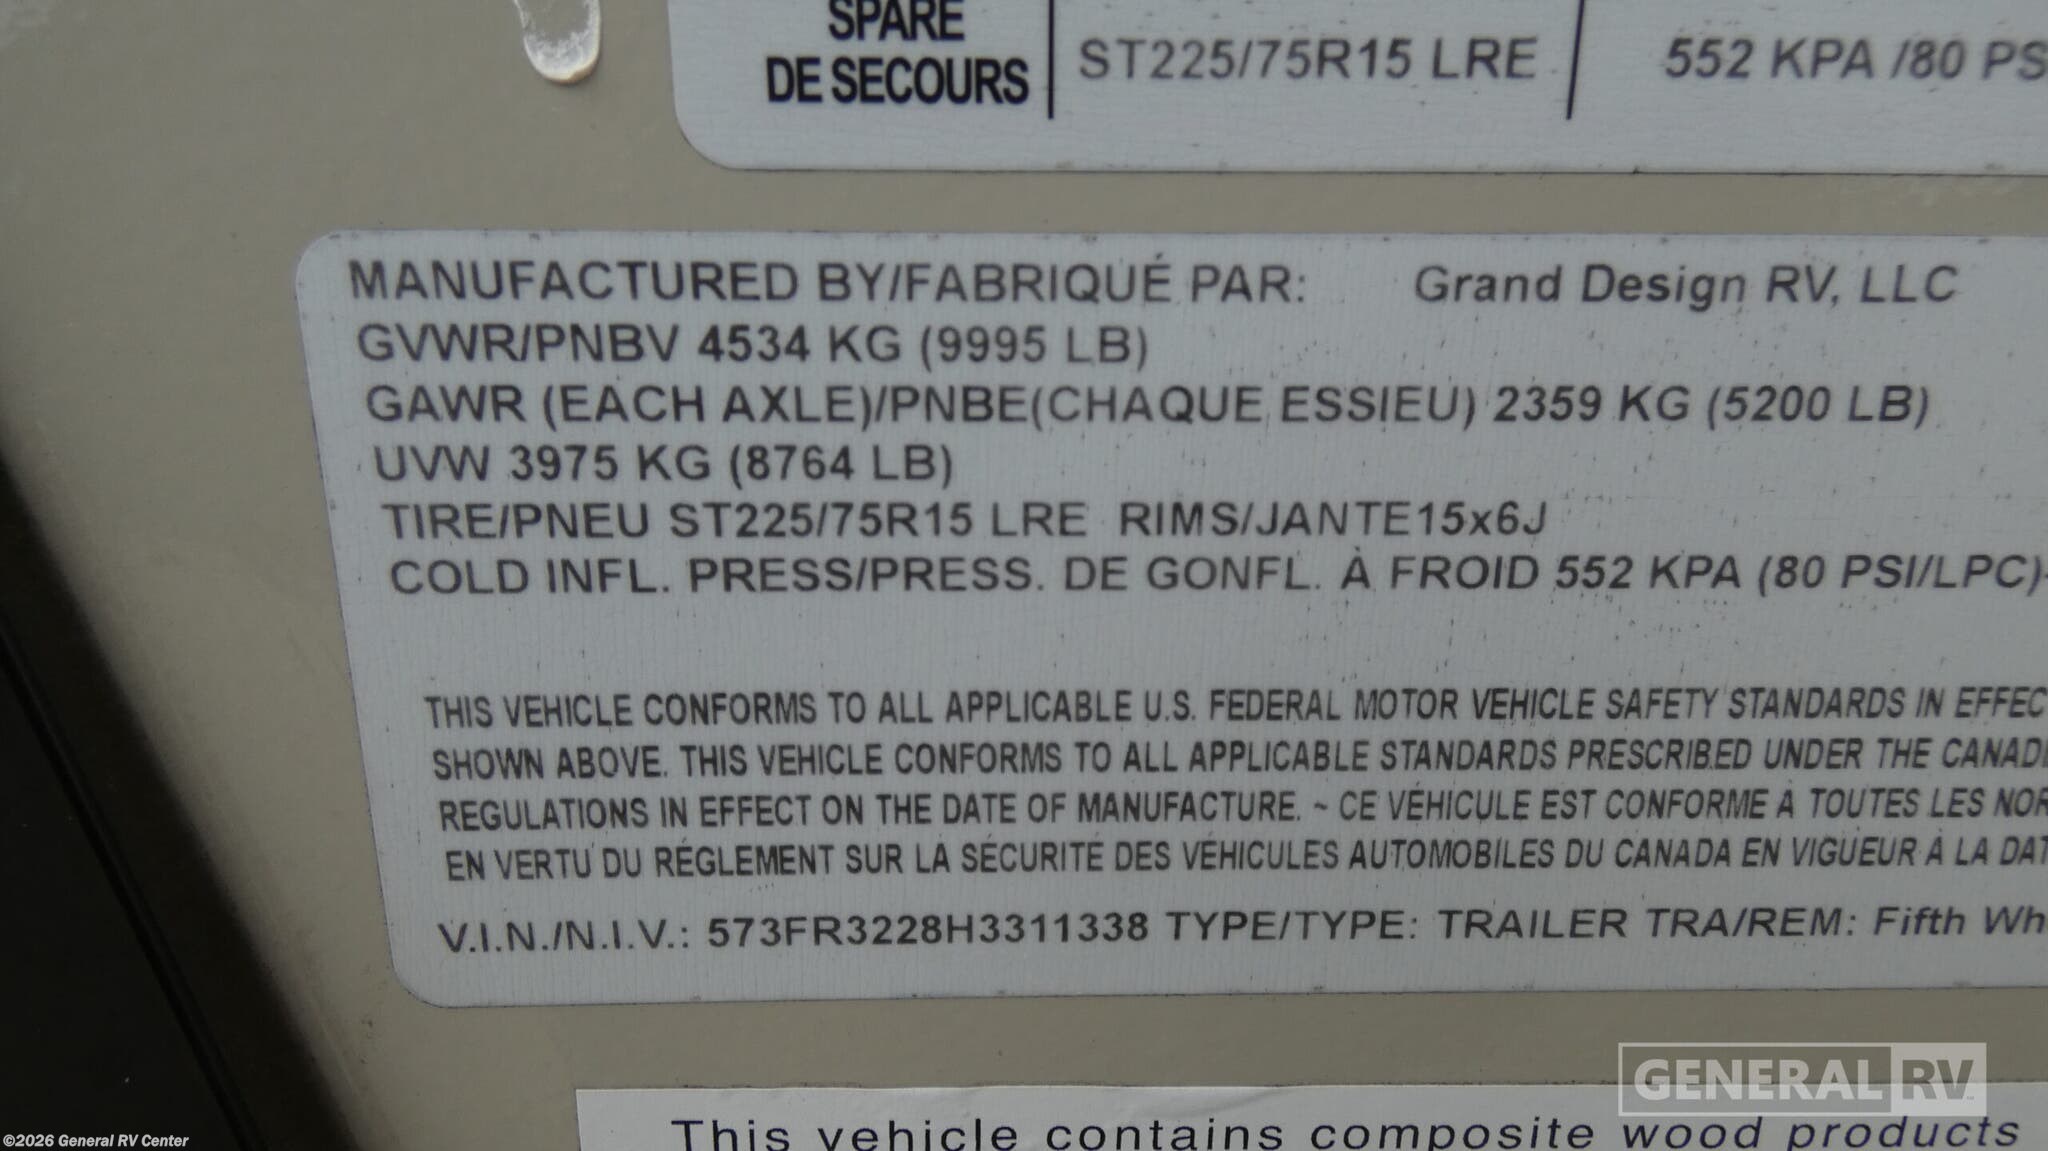 SPARE
DE SECOURS
ST225/75R15 LRE
552 KPA /80 PS
MANUFACTURED BY/FABRIQUÉ PAR: Grand Design RV, LLC
GVWR/PNBV 4534 KG (9995 LB)
GAWR (EACH AXLE)/PNBE(CHAQUE ESSIEU) 2359 KG (5200 LB)
UVW 3975 KG (8764 LB)
TIRE/PNEU ST225/75R15 LRE RIMS/JANTE15x6J
COLD INFL. PRESS/PRESS. DE GONFL. À FROID 552 KPA (80 PSI/LPC)-
THIS VEHICLE CONFORMS TO ALL APPLICABLE U.S. FEDERAL MOTOR VEHICLE SAFETY STANDARDS IN EFFEC
SHOWN ABOVE. THIS VEHICLE CONFORMS TO ALL APPLICABLE STANDARDS PRESCRIBED UNDER THE CANADI
REGULATIONS IN EFFECT ON THE DATE OF MANUFACTURE. ~ CE VÉHICULE EST CONFORME À TOUTES LES NOR
EN VERTU DU RÉGLEMENT SUR LA SÉCURITÉ DES VÉHICULES AUTOMOBILES DU CANADA EN VIGUEUR À LA DAT
V.I.N./N.I.V.: 573FR3228H3311338 TYPE/TYPE: TRAILER TRA/REM: Fifth Wh
GENERAL RV
This vehicle contains composite wood products
©2026 General RV Center